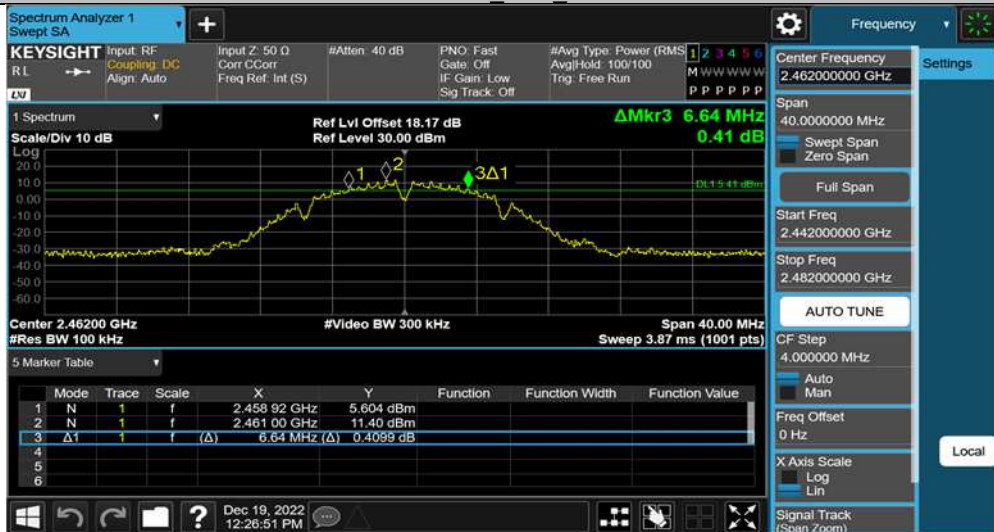 Spectrum Analyzer 1
Swept SA
+
Frequency
KEYSIGHT
RL
LXI
Input: RF
Coupling: DC
Align: Auto
Input Z: 50 Ω
Corr CCorr
Freq Ref: Int (S)
#Atten: 40 dB
PNO: Fast
Gate: Off
IF Gain: Low
Sig Track: Off
#Avg Type: Power (RMS
Avg|Hold: 100/100
Trig: Free Run
1 2 3 4 5 6
M W W W W W
P P P P P P
1 Spectrum
Scale/Div 10 dB
Ref Lvl Offset 18.17 dB
Ref Level 30.00 dBm
ΔMkr3 6.64 MHz
0.41 dB
Log
20.0
10.0
0.00
-10.0
-20.0
-30.0
-40.0
-50.0
-60.0
1
2
3Δ1
DL1 5.41 dBm
Center 2.46200 GHz
#Res BW 100 kHz
#Video BW 300 kHz
Span 40.00 MHz
Sweep 3.87 ms (1001 pts)
5 Marker Table
Mode Trace Scale X Y Function Function Width Function Value
1 N 1 f 2.458 92 GHz 5.604 dBm
2 N 1 f 2.461 00 GHz 11.40 dBm
3 Δ1 1 f (Δ) 6.64 MHz (Δ) 0.4099 dB
4
5
6
Center Frequency
2.462000000 GHz
Settings
Span
40.0000000 MHz
Swept Span
Zero Span
Full Span
Start Freq
2.442000000 GHz
Stop Freq
2.482000000 GHz
AUTO TUNE
CF Step
4.000000 MHz
Auto
Man
Freq Offset
0 Hz
X Axis Scale
Log
Lin
Local
Signal Track
(Span Zoom)
?
Dec 19, 2022
12:26:51 PM